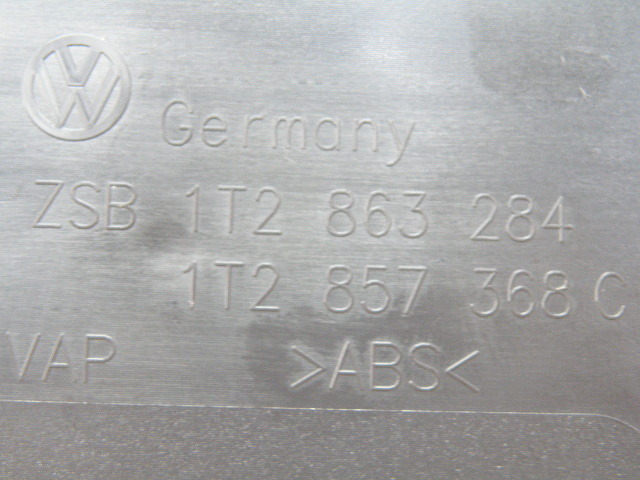 Germany
ZSB 1T2 863 284
1T2 857 368 C
VAP >ABS<